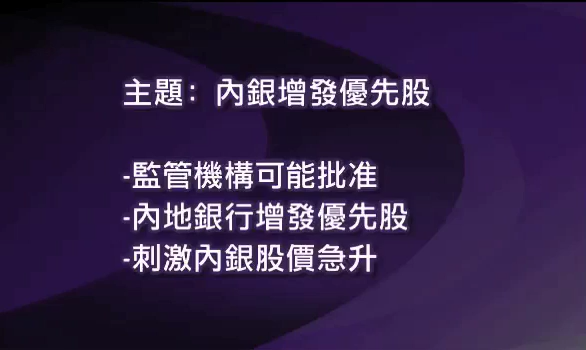 主題：內銀增發優先股
-監管機構可能批准
-內地銀行增發優先股
-刺激內銀股價急升